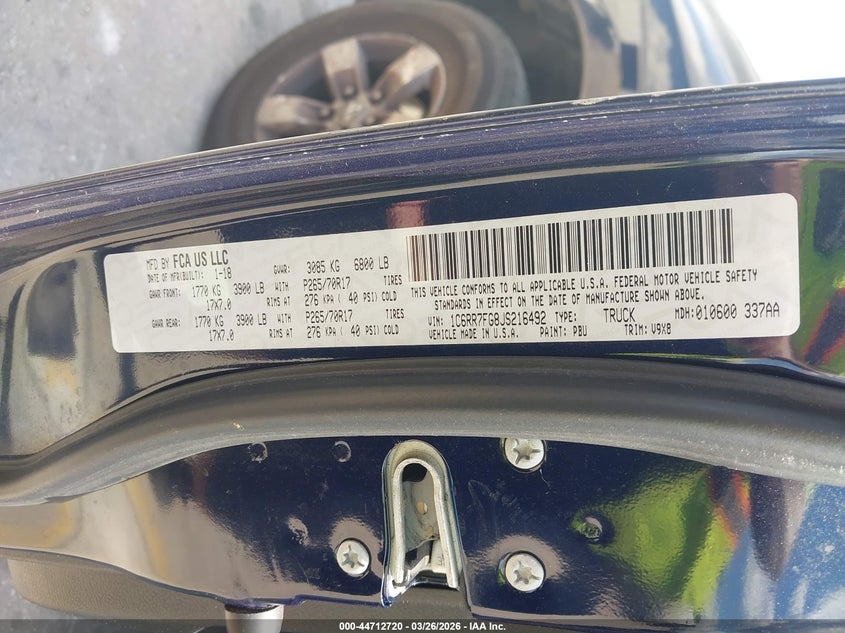 MFD BY FCA US LLC
DATE OF MFR(BUILT): 1-18 GVWR: 3085 KG 6800 LB
GAWR FRONT: 1770 KG 3900 LB WITH P265/70R17 TIRES
17X7.0 RIMS AT 276 KPA ( 40 PSI) COLD
GAWR REAR: 1770 KG 3900 LB WITH P265/70R17 TIRES
17X7.0 RIMS AT 276 KPA ( 40 PSI) COLD
THIS VEHICLE CONFORMS TO ALL APPLICABLE U.S.A. FEDERAL MOTOR VEHICLE SAFETY
STANDARDS IN EFFECT ON THE DATE OF MANUFACTURE SHOWN ABOVE.
VIN: 1C6RR7FG8JS216492 TYPE: TRUCK MDH: 010600 337AA
VEHICLE MADE IN U.S.A. PAINT: PBU TRIM: V9X8
000-44712720 - 03/26/2026 - IAA Inc.